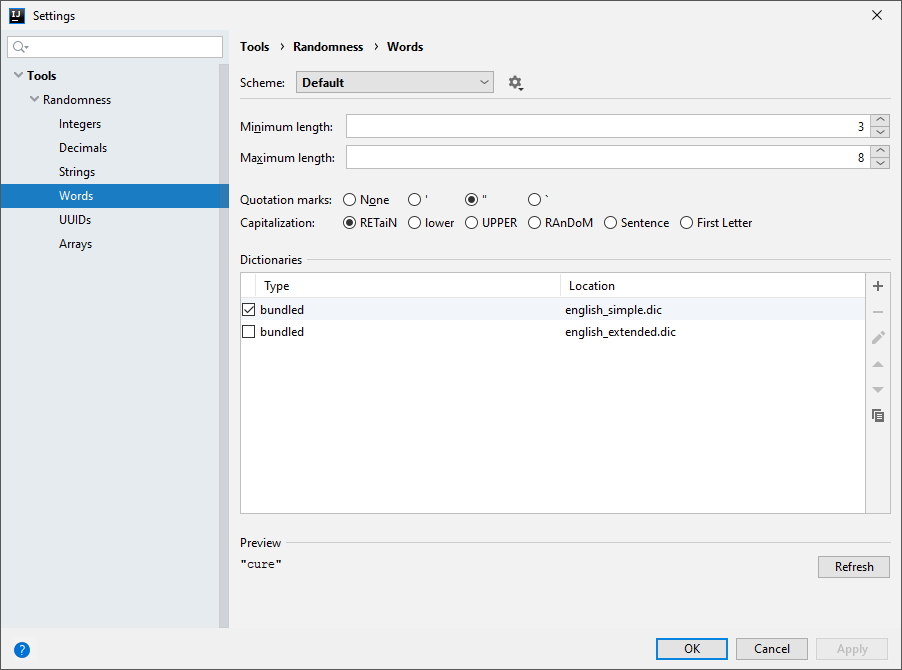 IJ Settings
Tools › Randomness › Words
Tools
Randomness
Integers
Decimals
Strings
Words
UUIDs
Arrays
Scheme: Default
Minimum length: 3
Maximum length: 8
Quotation marks: None ' " `
Capitalization: RETaiN lower UPPER RAnDoM Sentence First Letter
Dictionaries
Type Location
bundled english_simple.dic
bundled english_extended.dic
Preview
"cure"
Refresh
? OK Cancel Apply